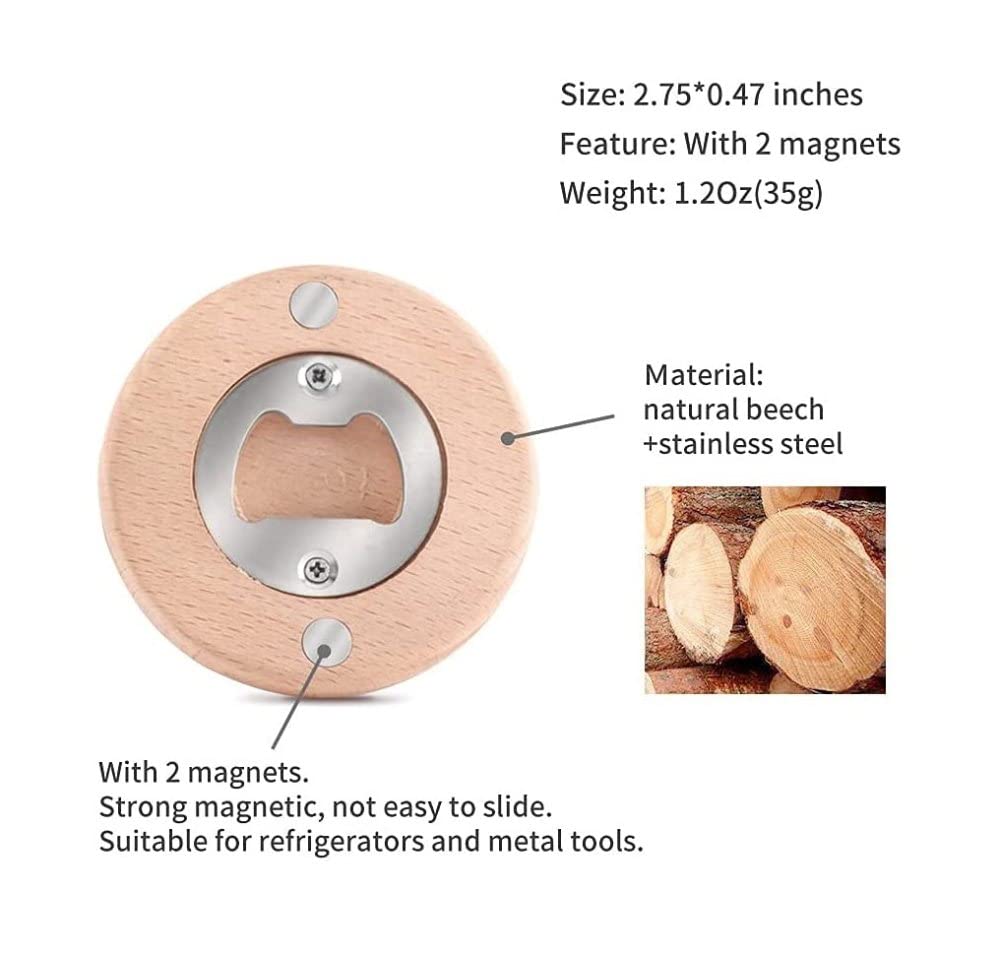 Size: 2.75*0.47 inches
Feature: With 2 magnets
Weight: 1.2Oz(35g)
Material:
natural beech
+stainless steel
With 2 magnets.
Strong magnetic, not easy to slide.
Suitable for refrigerators and metal tools.